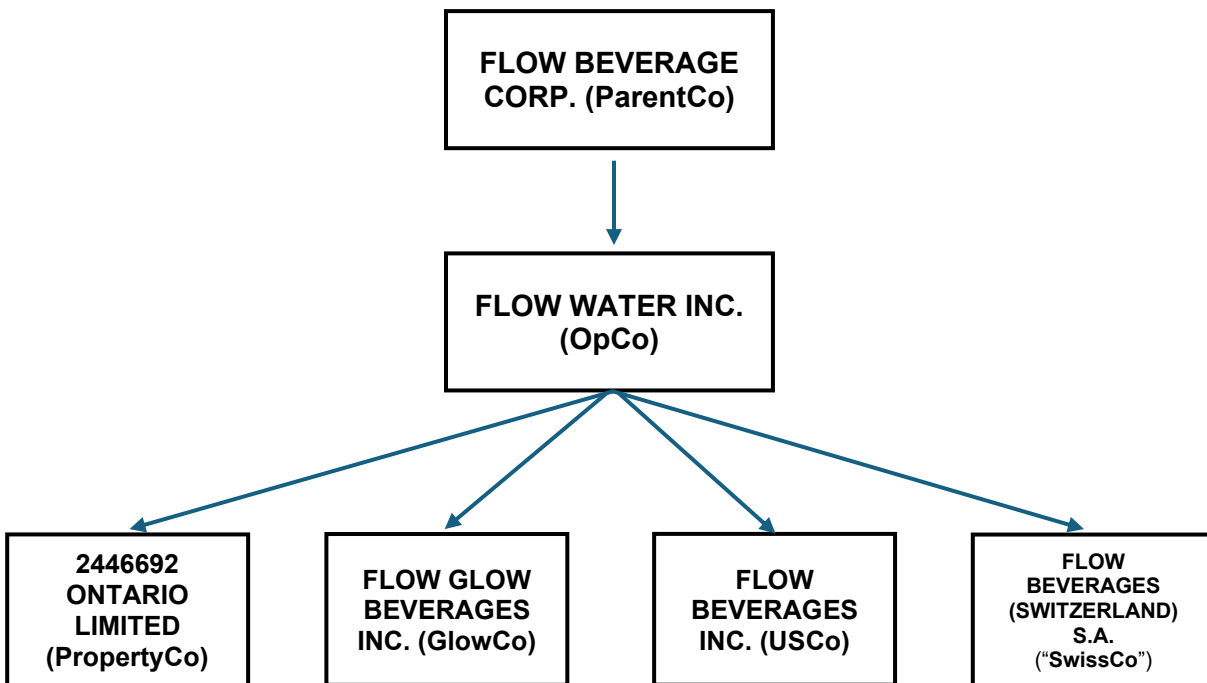 FLOW BEVERAGE
CORP. (ParentCo)
FLOW WATER INC.
(OpCo)
2446692
ONTARIO
LIMITED
(PropertyCo)
FLOW GLOW
BEVERAGES
INC. (GlowCo)
FLOW
BEVERAGES
INC. (USCo)
FLOW
BEVERAGES
(SWITZERLAND)
S.A.
(“SwissCo”)